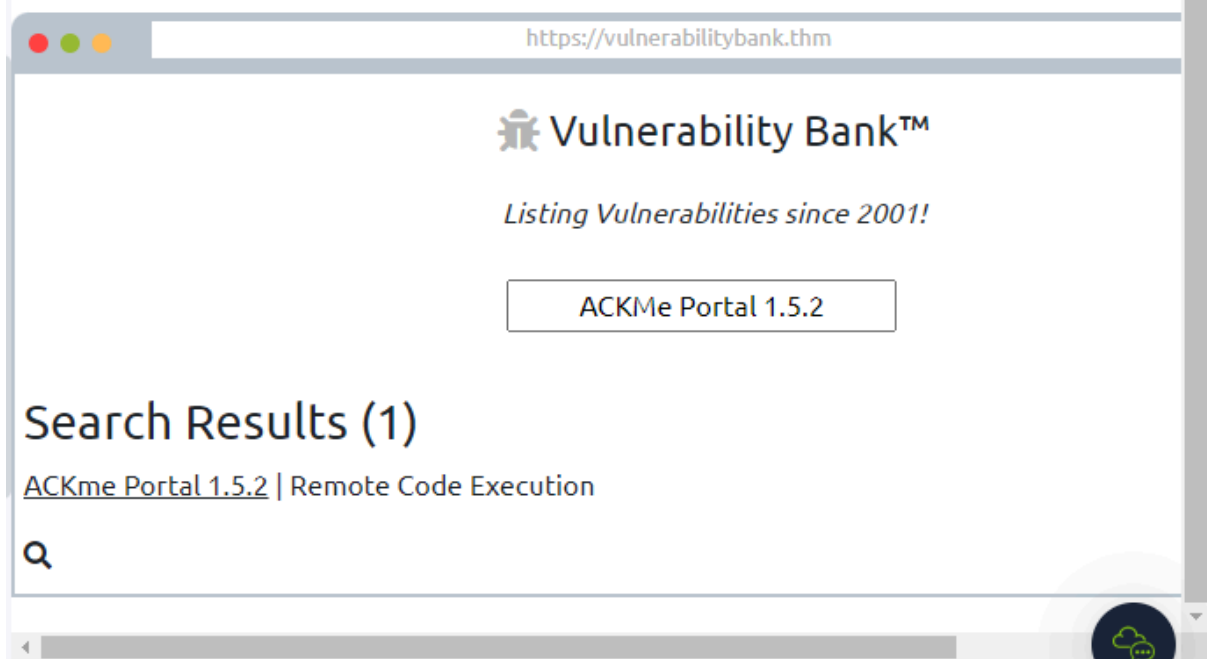 https://vulnerabilitybank.thm
Vulnerability Bank™
Listing Vulnerabilities since 2001!
ACKMe Portal 1.5.2
Search Results (1)
ACKme Portal 1.5.2 | Remote Code Execution